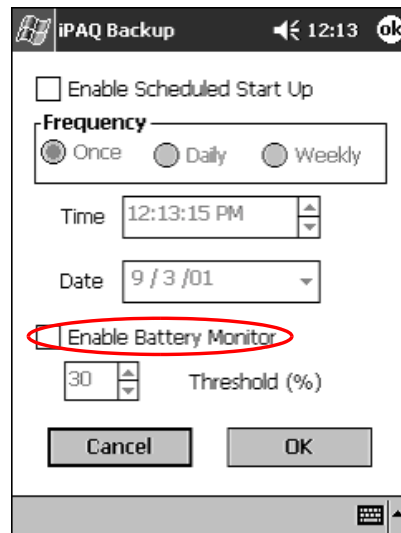 iPAQ Backup 12:13 ok
Enable Scheduled Start Up
Frequency
Once Daily Weekly
Time 12:13:15 PM
Date 9 / 3 /01
Enable Battery Monitor
30 Threshold (%)
Cancel OK